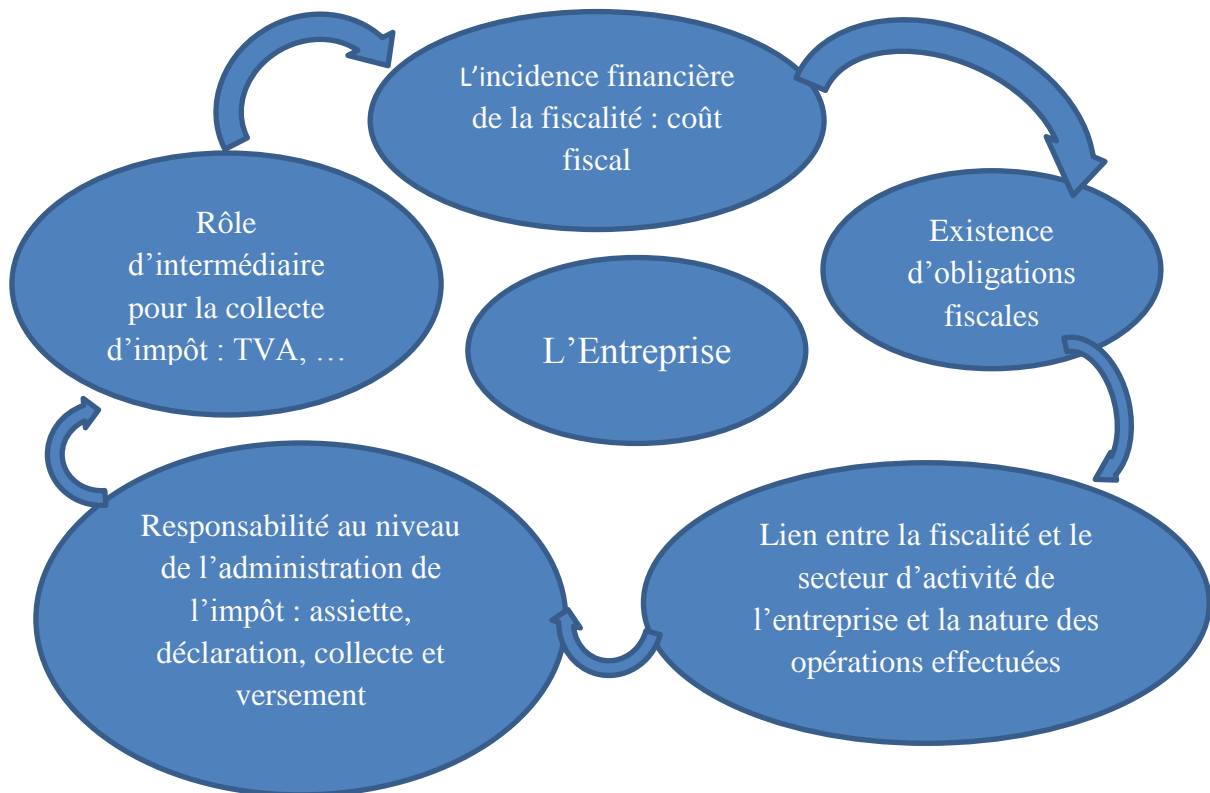 L'incidence financière
de la fiscalité : coût
fiscal
Existence
d'obligations
fiscales
Rôle
d'intermédiaire
pour la collecte
d'impôt : TVA, …
L'Entreprise
Lien entre la fiscalité et le
secteur d'activité de
l'entreprise et la nature des
opérations effectuées
Responsabilité au niveau
de l'administration de
l'impôt : assiette,
déclaration, collecte et
versement